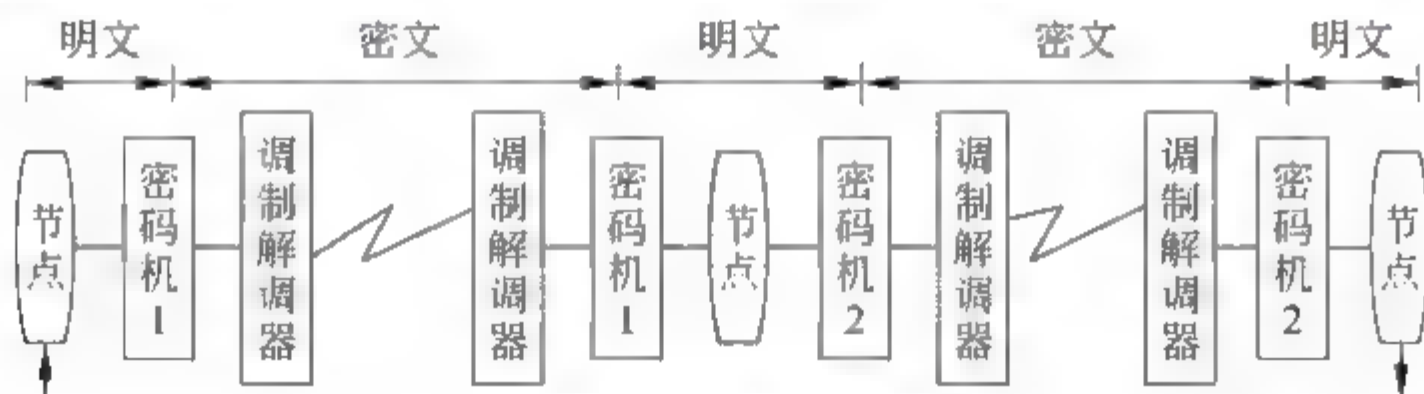 明文 密文 明文 密文 明文
节点
密码机1
调制解调器
调制解调器
密码机1
节点
密码机2
调制解调器
调制解调器
密码机2
节点